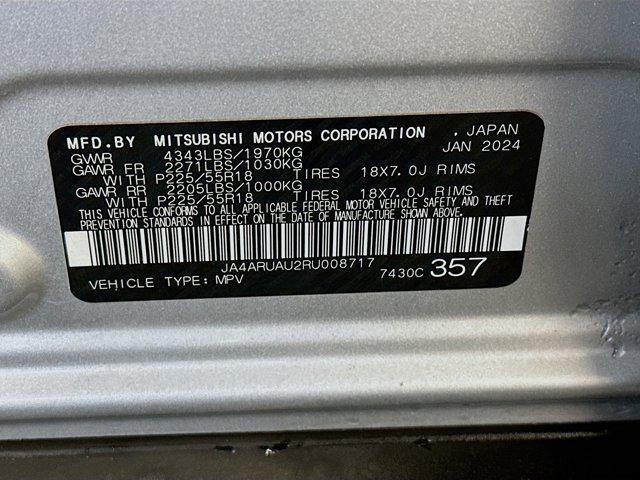 MFD.BY MITSUBISHI MOTORS CORPORATION . JAPAN
GVWR 4343LBS/1970KG JAN 2024
GAWR FR 2271LBS/1030KG
WITH P225/55R18 TIRES 18X7.0J RIMS
GAWR RR 2205LBS/1000KG
WITH P225/55R18 TIRES 18X7.0J RIMS
THIS VEHICLE CONFORMS TO ALL APPLICABLE FEDERAL MOTOR VEHICLE SAFETY AND THEFT
PREVENTION STANDARDS IN EFFECT ON THE DATE OF MANUFACTURE SHOWN ABOVE.
JA4ARUAU2RU008717
VEHICLE TYPE: MPV 7430C 357